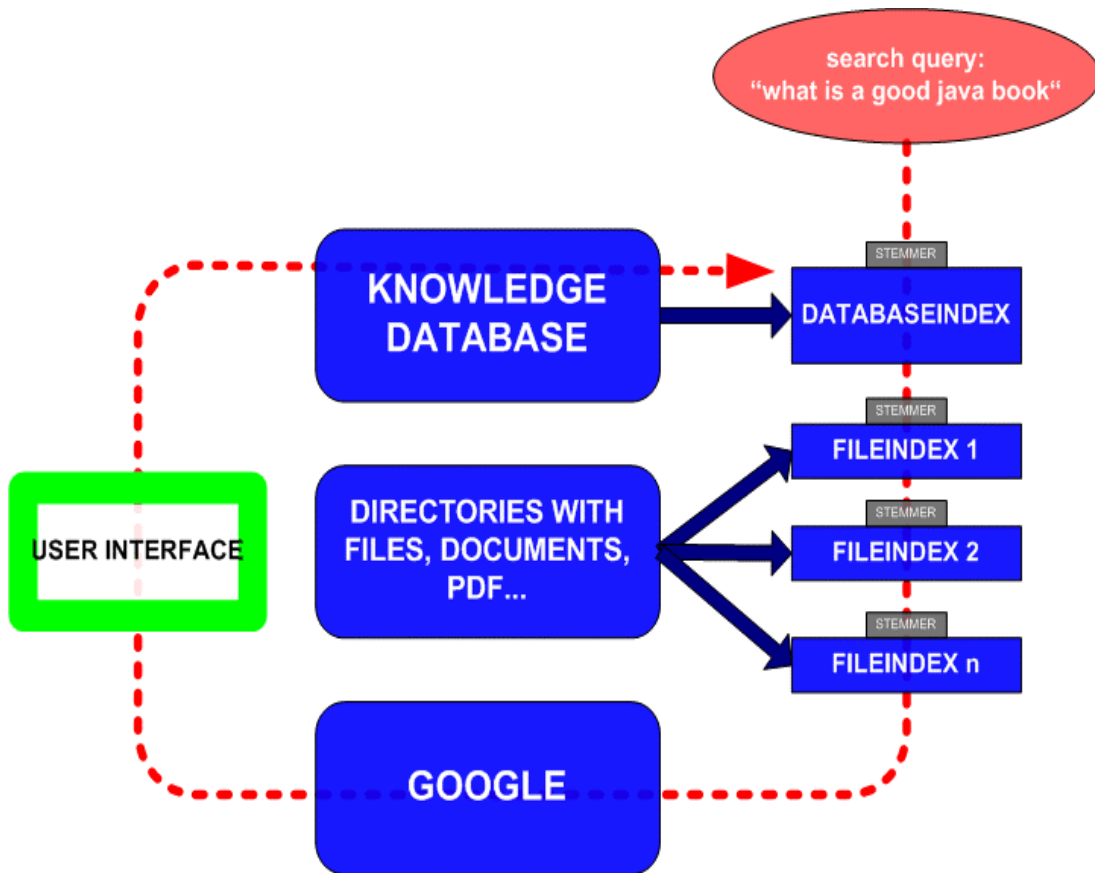 search query:
“what is a good java book“
STEMMER
KNOWLEDGE
DATABASE
DATABASEINDEX
STEMMER
FILEINDEX 1
DIRECTORIES WITH
FILES, DOCUMENTS,
PDF...
STEMMER
FILEINDEX 2
USER INTERFACE
STEMMER
FILEINDEX n
GOOGLE